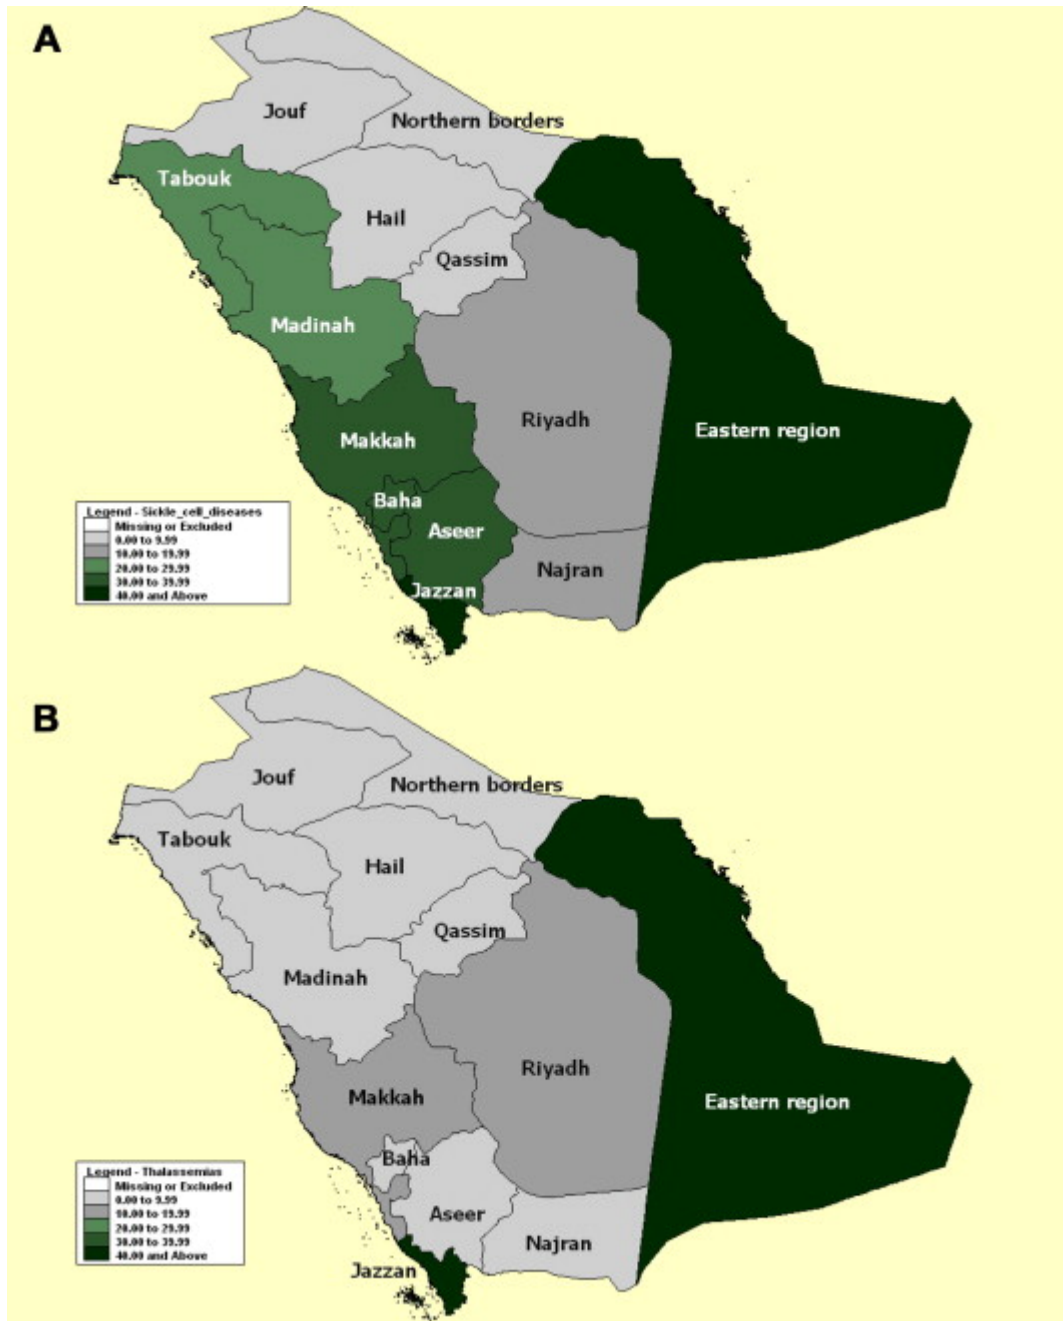 A
Jouf
Northern borders
Tabouk
Hail
Qassim
Madinah
Riyadh
Eastern region
Makkah
Baha
Aseer
Najran
Jazzan
Legend - Sickle_cell_diseases
Missing or Excluded
0.00 to 9.99
10.00 to 19.99
20.00 to 29.99
30.00 to 39.99
40.00 and Above
B
Jouf
Northern borders
Tabouk
Hail
Qassim
Madinah
Riyadh
Makkah
Eastern region
Baha
Aseer
Najran
Jazzan
Legend - Thalassemias
Missing or Excluded
0.00 to 9.99
10.00 to 19.99
20.00 to 29.99
30.00 to 39.99
40.00 and Above